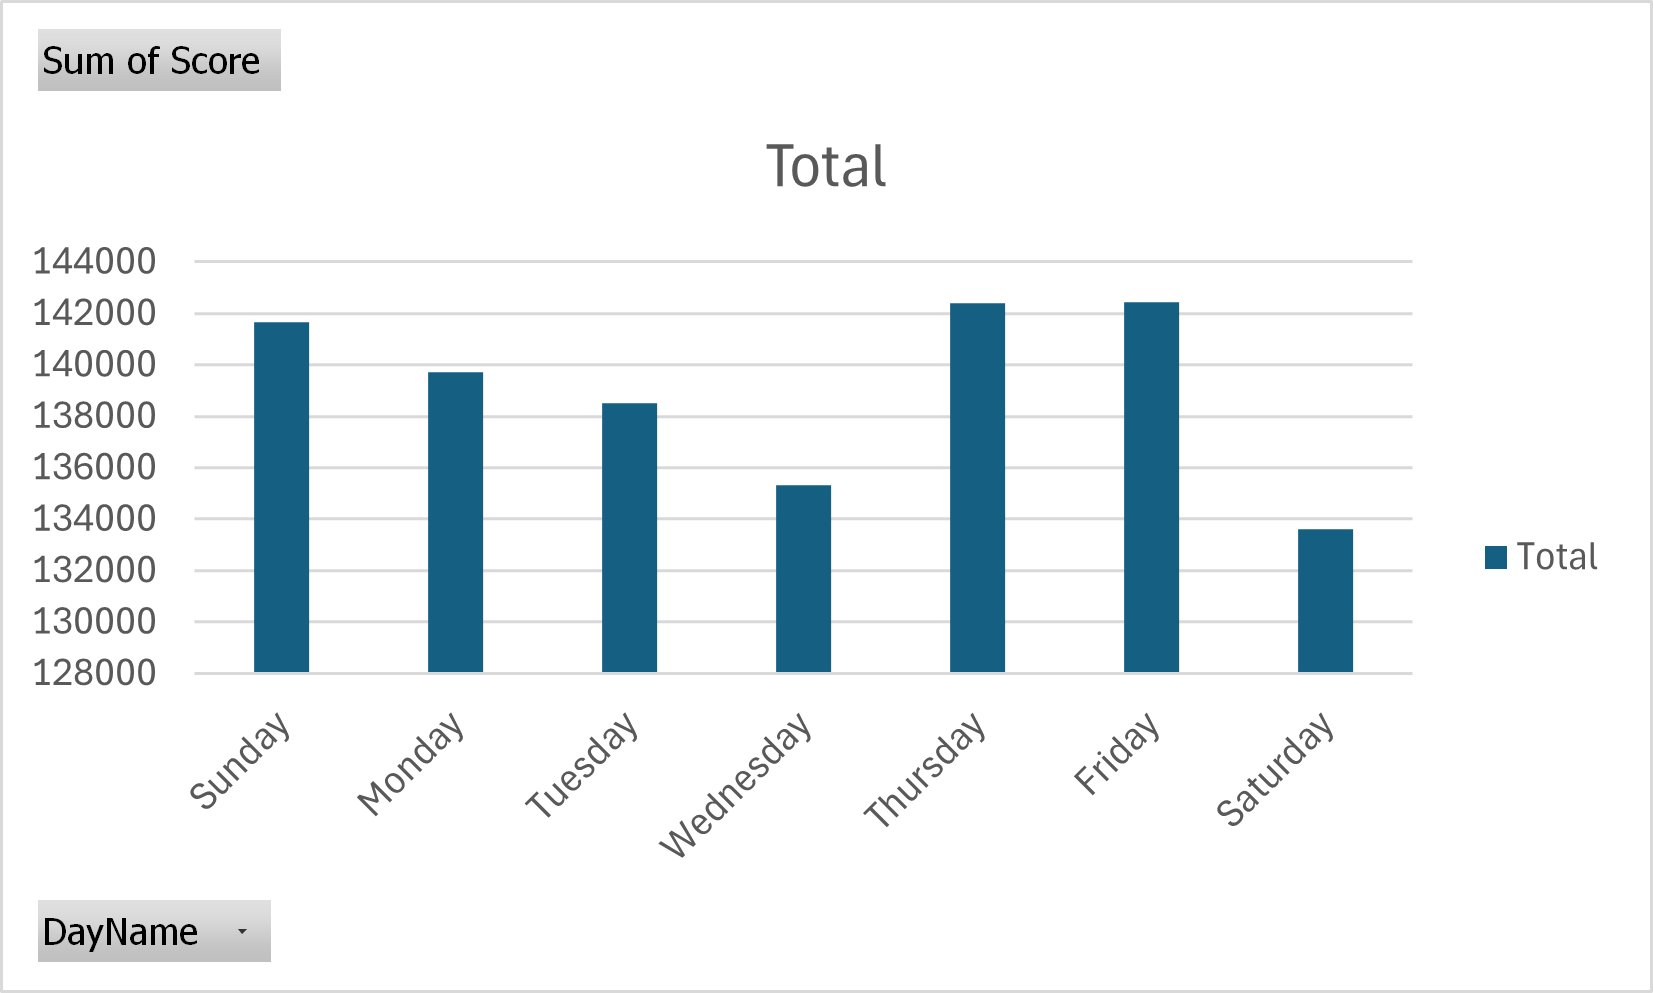 Sum of Score
Total
144000
142000
140000
138000
136000
134000
132000
130000
128000
Sunday
Monday
Tuesday
Wednesday
Thursday
Friday
Saturday
Total
DayName